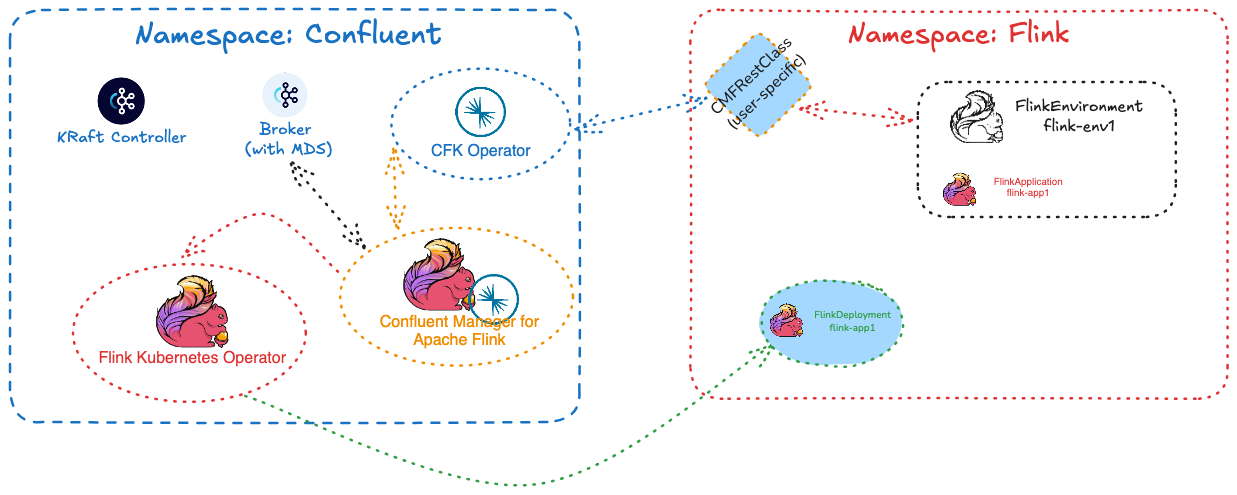 Namespace: Confluent
KRaft Controller
Broker
(with MDS)
CFK Operator
Confluent Manager for
Apache Flink
Flink Kubernetes Operator
CMFRestClass
(user-specific)
Namespace: Flink
FlinkEnvironment
flink-env1
FlinkApplication
flink-app1
FlinkDeployment
flink-app1